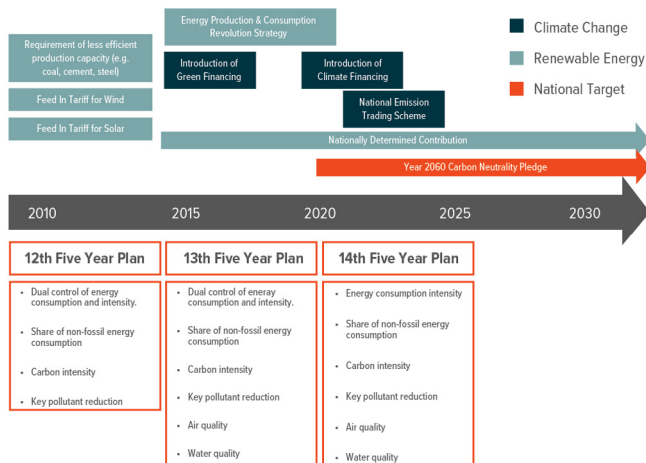 Energy Production & Consumption
Revolution Strategy
Requirement of less efficient
production capacity (e.g.
coal, cement, steel)
Introduction of
Green Financing
Introduction of
Climate Financing
Climate Change
Renewable Energy
National Target
Feed In Tariff for Wind
National Emission
Trading Scheme
Feed In Tariff for Solar
Nationally Determined Contribution
Year 2060 Carbon Neutrality Pledge
2010
2015
2020
2025
2030
12th Five Year Plan
• Dual control of energy
consumption and intensity.
• Share of non-fossil energy
consumption
• Carbon intensity
• Key pollutant reduction
13th Five Year Plan
• Dual control of eneray
consumption and intensity.
• Share of non-fossil energy
consumption
• Carbon intensity
• Key pollutant reduction
• Air quality
• Water quality
14th Five Year Plan
• Energy consumption intensity
• Share of non-fossil energy
consumption
• Carbon intensity
• Key pollutant reduction
• Air quality
• Water quality